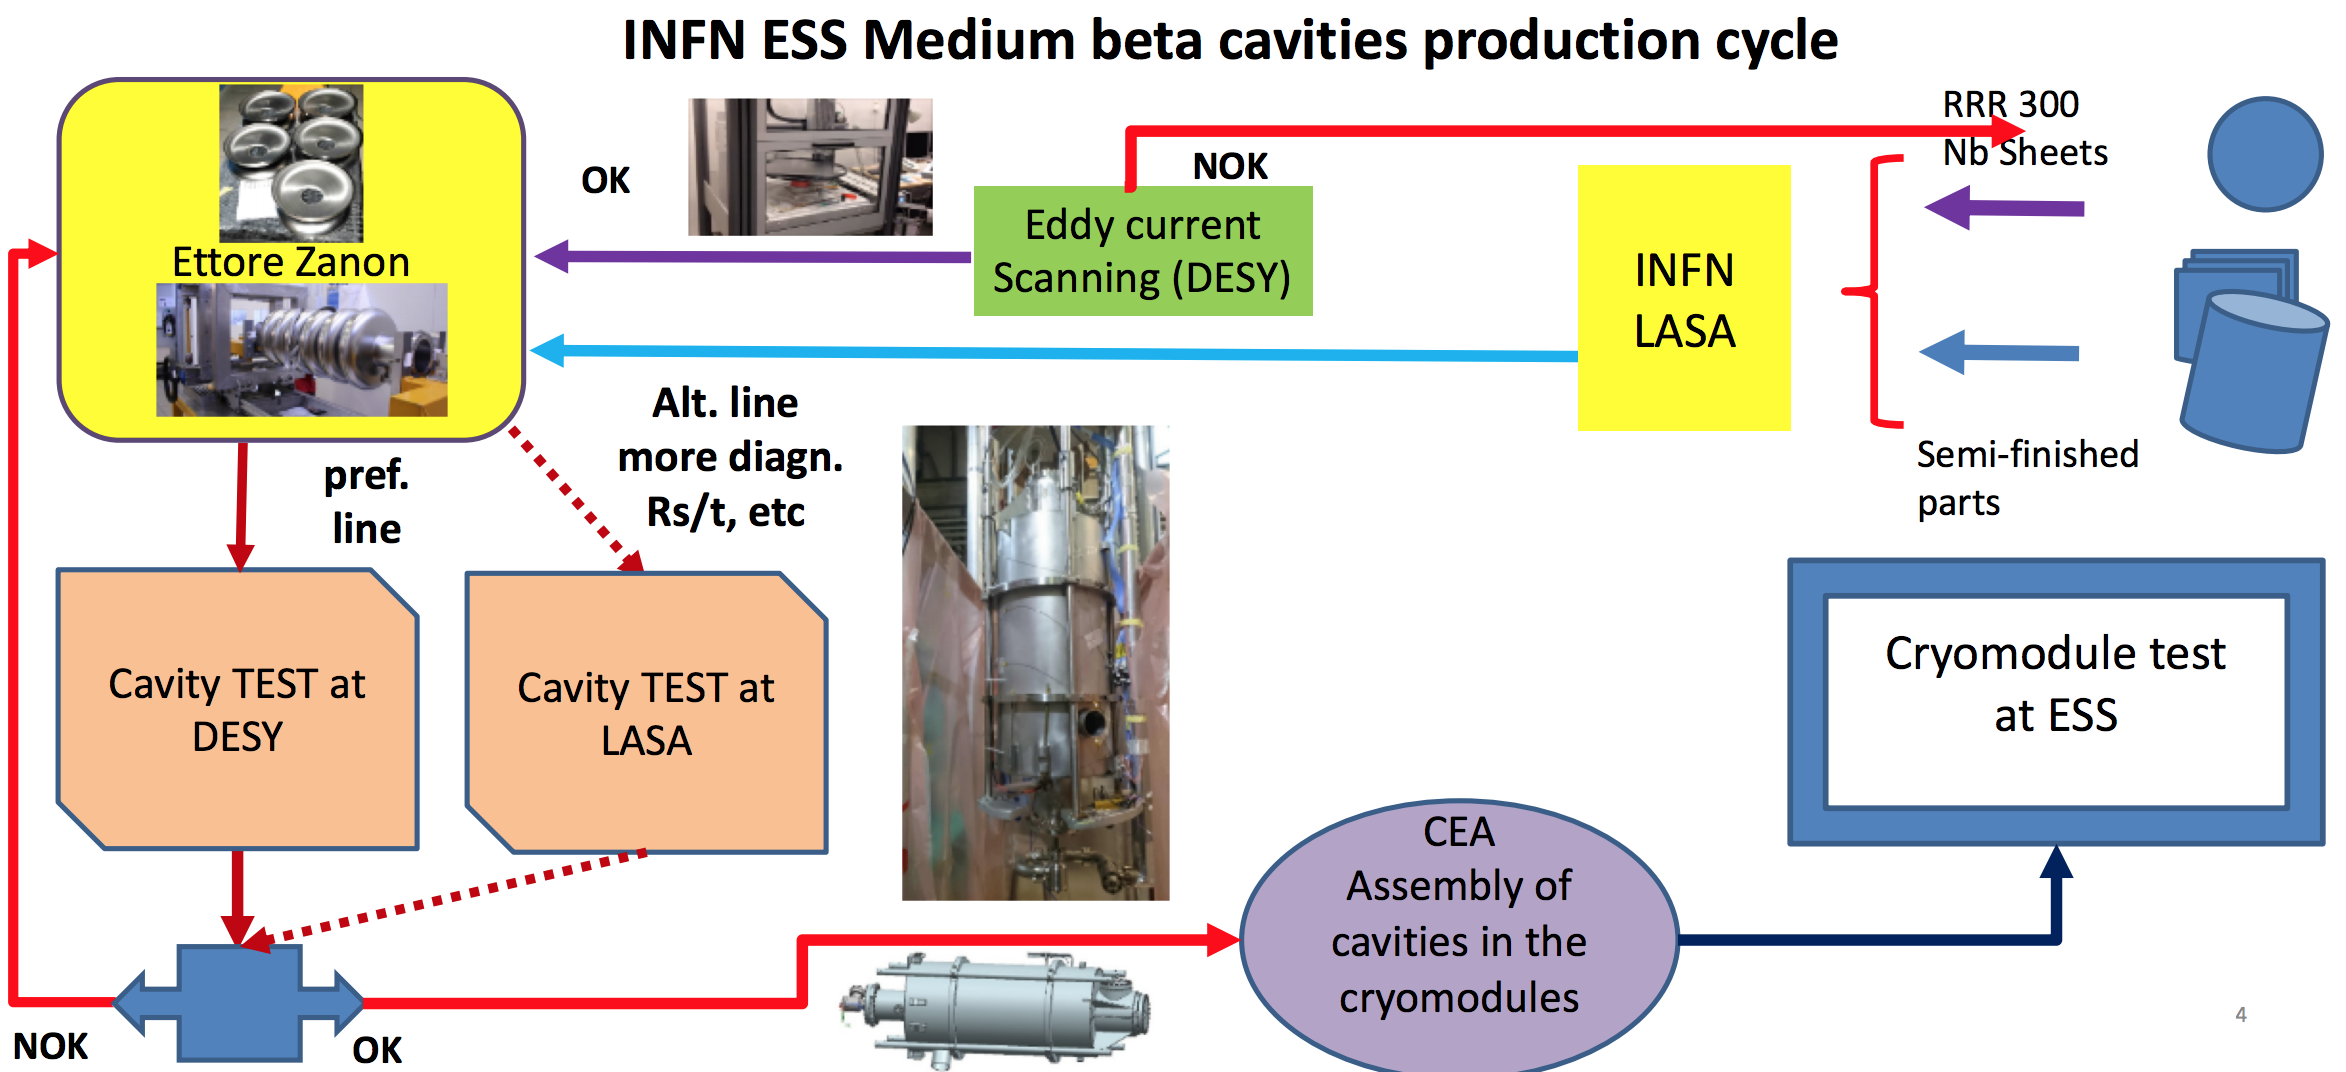 INFN ESS Medium beta cavities production cycle
RRR 300
Nb Sheets
OK
NOK
Eddy current
Scanning (DESY)
INFN
LASA
Ettore Zanon
Alt. line
more diagn.
Rs/t, etc
pref.
line
Semi-finished
parts
Cavity TEST at
DESY
Cavity TEST at
LASA
Cryomodule test
at ESS
CEA
Assembly of
cavities in the
cryomodules
NOK
OK
4